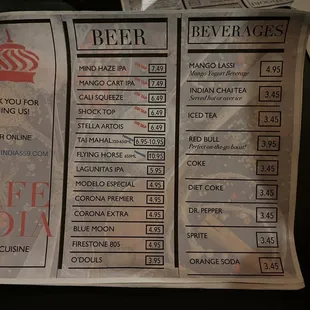 K YOU FOR
ING US!
R ONLINE
INDIA568.COM
FE
DIA
CUISINE
BEER
MIND HAZE IPA 7.49
MANGO CART IPA 7.49
CALI SQUEEZE 6.49
SHOCK TOP 6.49
STELLA ARTOIS 6.49
TAJ MAHAL 6.95-10.95
FLYING HORSE 10.95
LAGUNITAS IPA 5.45
MODELO ESPECIAL 4.95
CORONA PREMIER 4.95
CORONA EXTRA 4.95
BLUE MOON 4.95
FIRESTONE 805 4.95
O'DOULS 3.95
BEVERAGES
MANGO LASSI 4.95
Mango Yogurt Beverage
INDIAN CHAI TEA 3.45
Served hot or over ice
ICED TEA 3.45
RED BULL 3.95
Perfect on-the-go boost!
COKE 3.45
DIET COKE 3.45
DR. PEPPER 3.45
SPRITE 3.45
ORANGE SODA 3.45